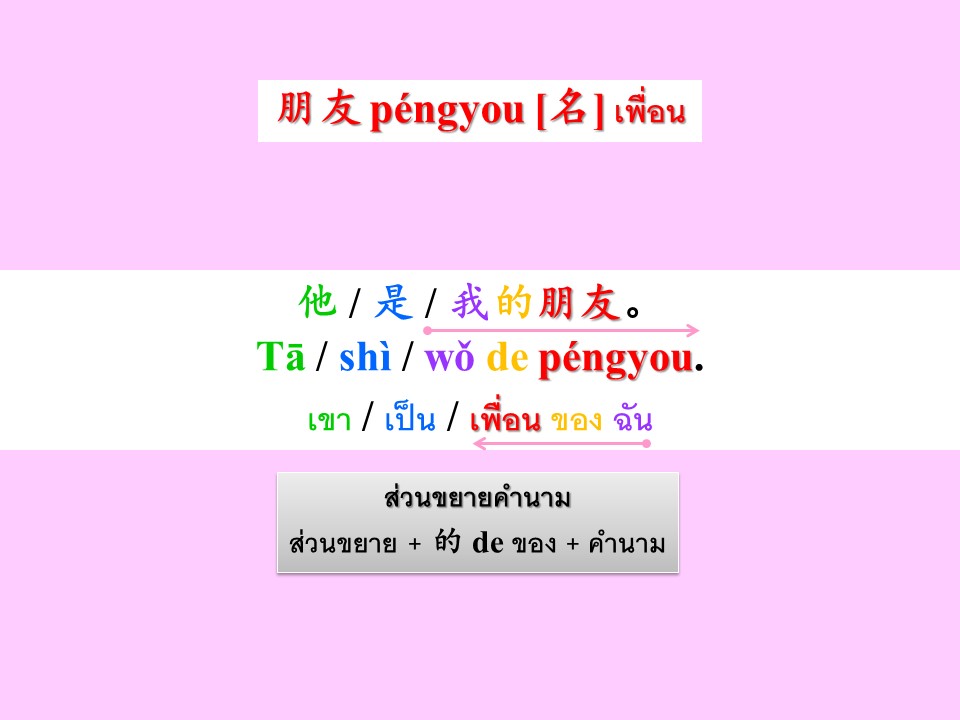 朋友 péngyou [名] เพื่อน
他 / 是 / 我的朋友。
Tā / shì / wǒ de péngyou.
เขา / เป็น / เพื่อน ของ ฉัน
ส่วนขยายคำนาม
ส่วนขยาย + 的 de ของ + คำนาม